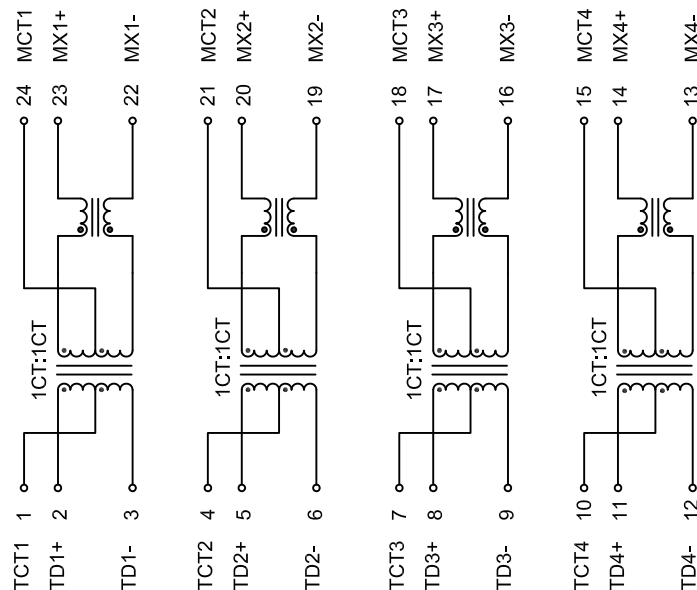 MCT1 MX1+ MX1- MCT2 MX2+ MX2- MCT3 MX3+ MX3- MCT4 MX4+ MX4-
24 23 22 21 20 19 18 17 16 15 14 13
1CT:1CT 1CT:1CT 1CT:1CT 1CT:1CT
1 2 3 4 5 6 7 8 9 10 11 12
TCT1 TD1+ TD1- TCT2 TD2+ TD2- TCT3 TD3+ TD3- TCT4 TD4+ TD4-